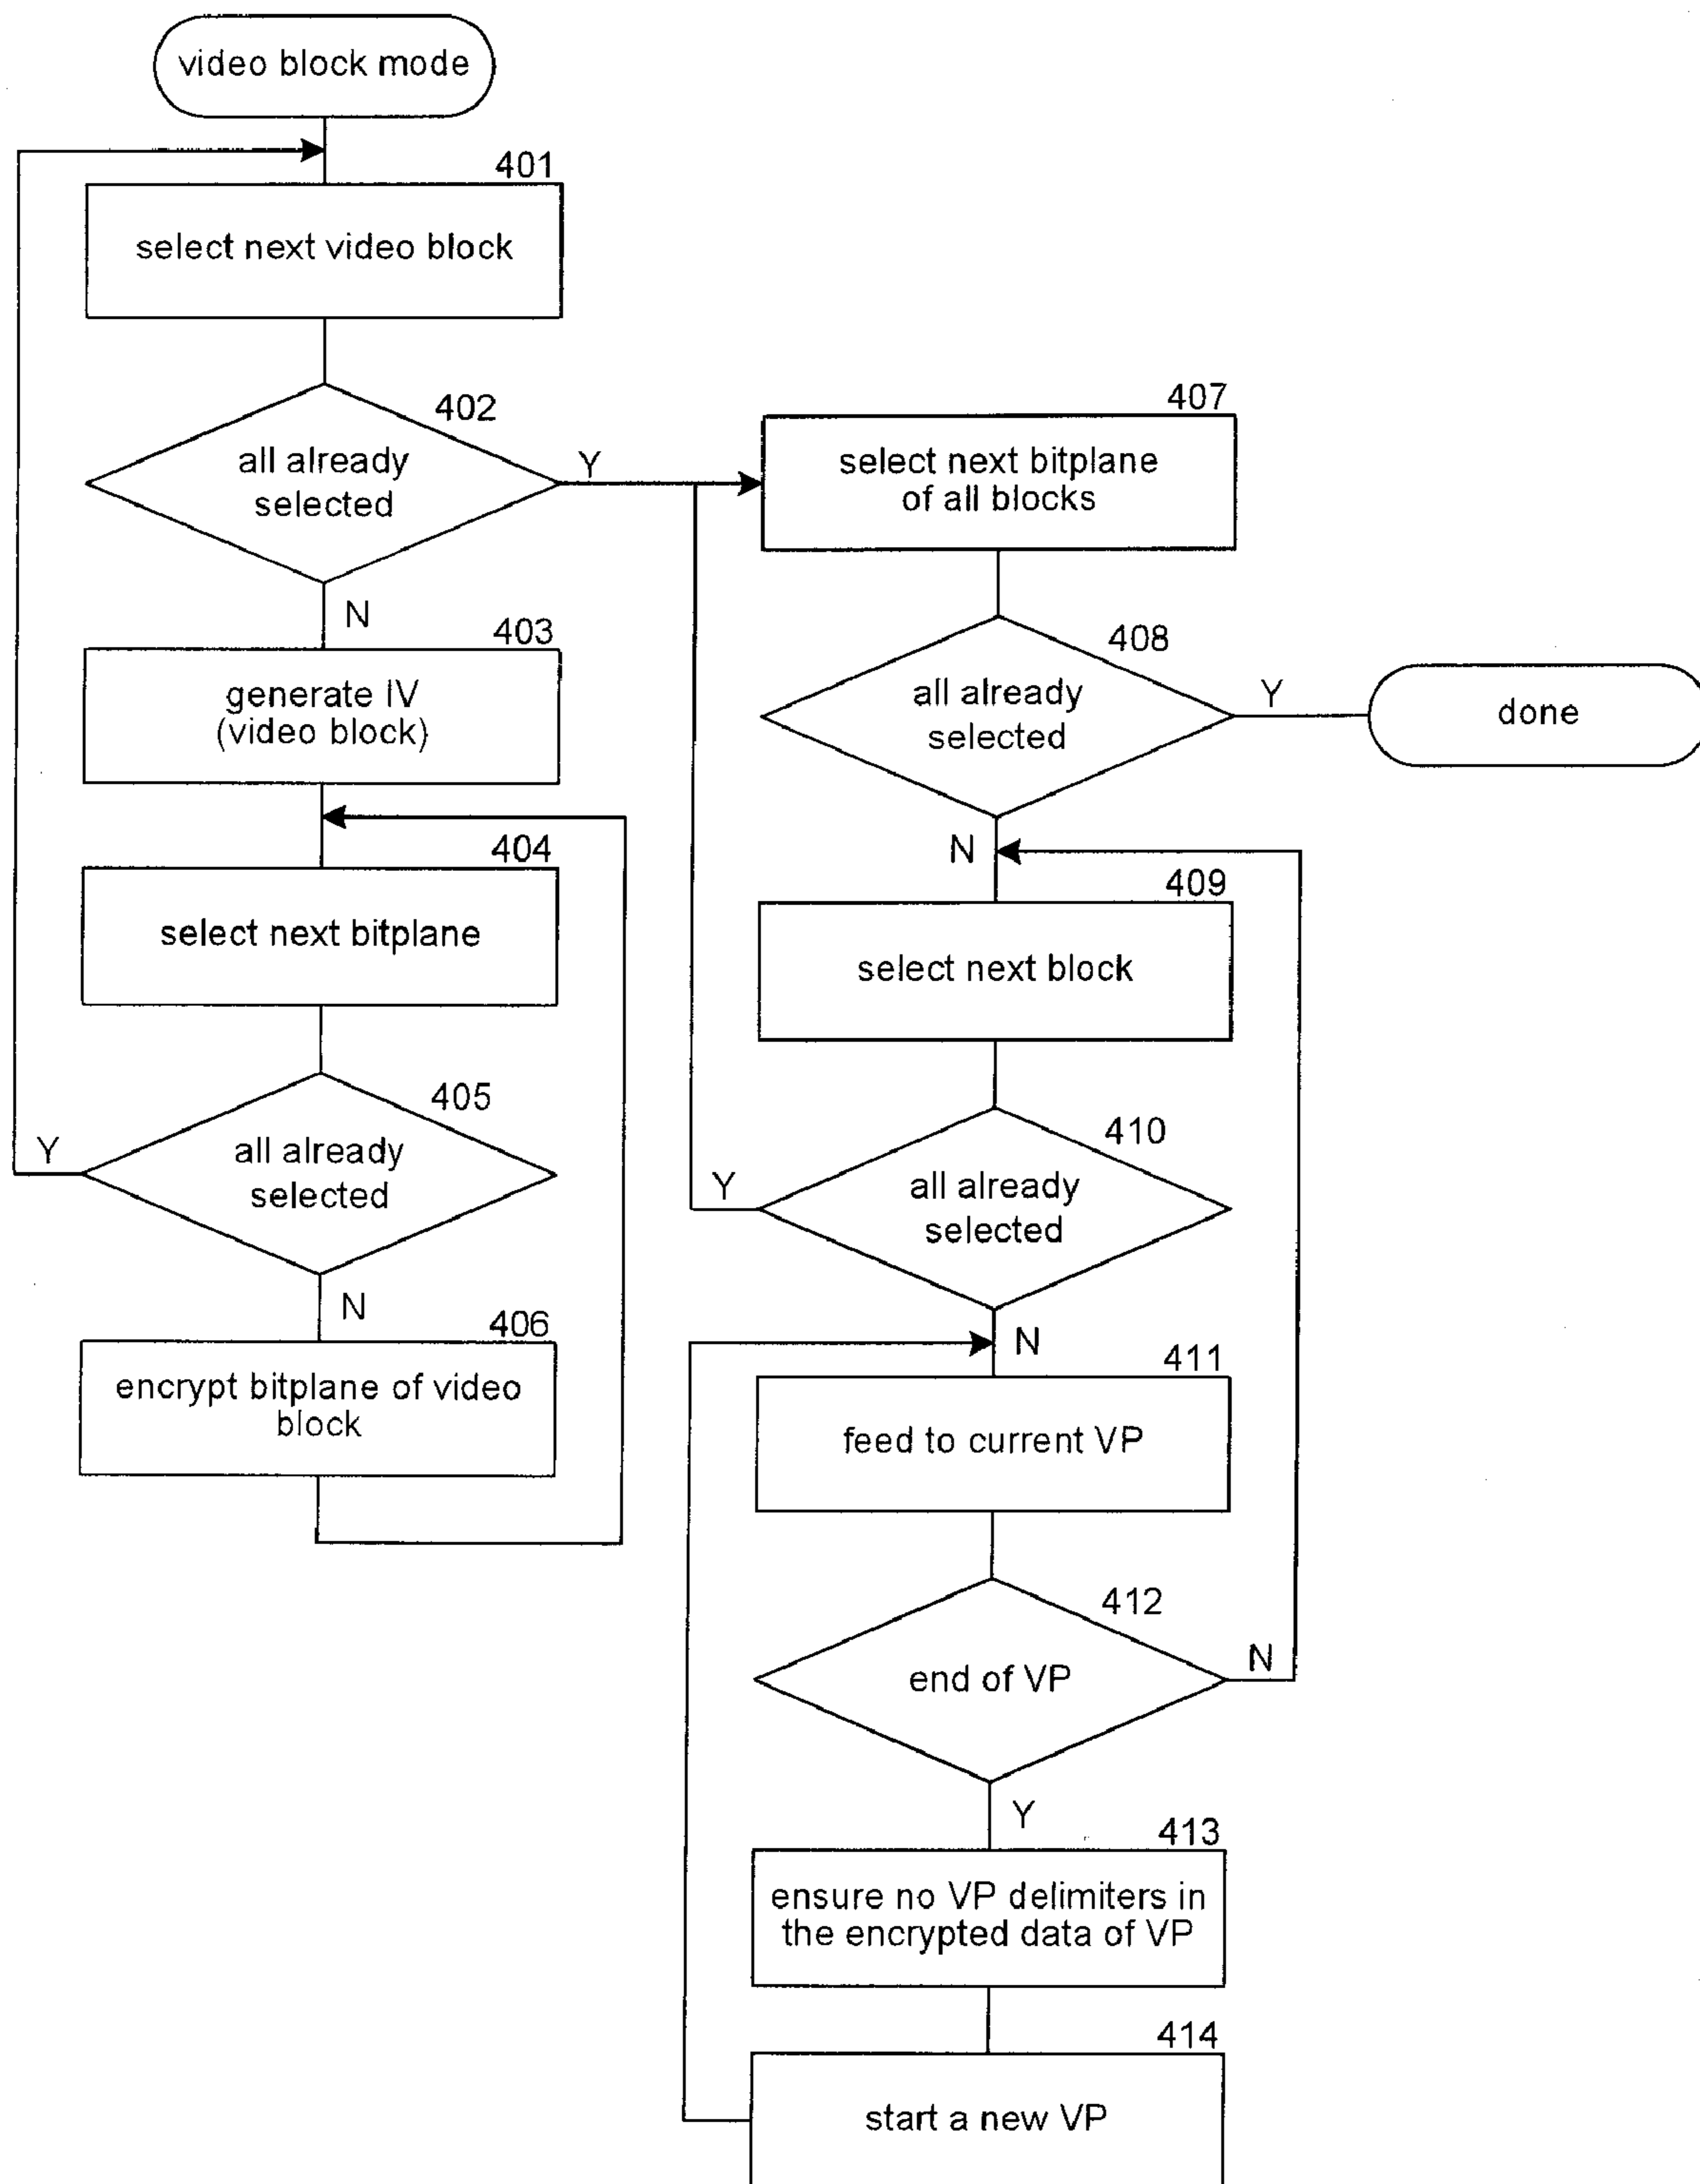 video block mode
401
select next video block
402
all already
selected
Y
N
403
generate IV
(video block)
404
select next bitplane
405
all already
selected
Y
N
406
encrypt bitplane of video
block
407
select next bitplane
of all blocks
408
all already
selected
Y
done
N
409
select next block
410
all already
selected
Y
N
411
feed to current VP
412
end of VP
N
Y
413
ensure no VP delimiters in
the encrypted data of VP
414
start a new VP